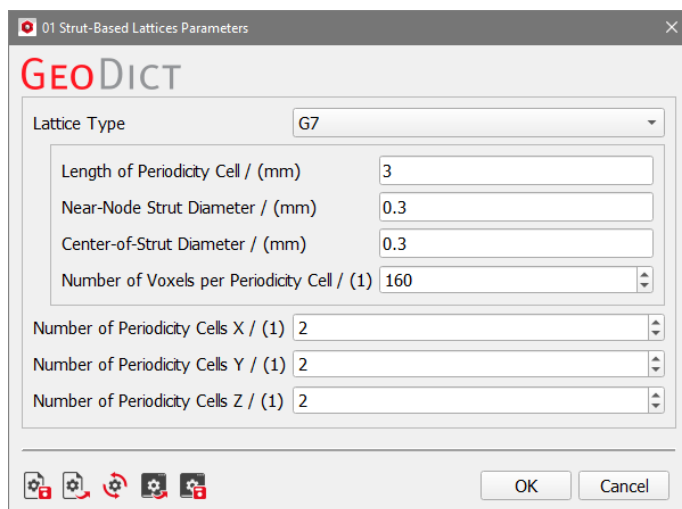 01 Strut-Based Lattices Parameters
GEODICT
Lattice Type G7
Length of Periodicity Cell / (mm) 3
Near-Node Strut Diameter / (mm) 0.3
Center-of-Strut Diameter / (mm) 0.3
Number of Voxels per Periodicity Cell / (1) 160
Number of Periodicity Cells X / (1) 2
Number of Periodicity Cells Y / (1) 2
Number of Periodicity Cells Z / (1) 2
OK Cancel